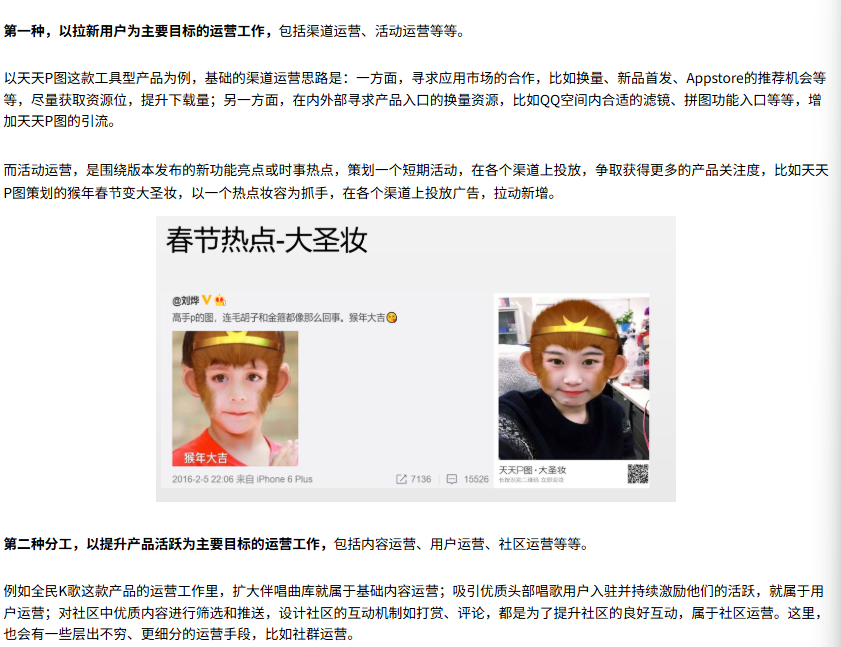 第一种，以拉新用户为主要目标的运营工作，包括渠道运营、活动运营等等。
以天天P图这款工具型产品为例，基础的渠道运营思路是：一方面，寻求应用市场的合作，比如换量、新品首发、Appstore的推荐机会等
等，尽量获取资源位，提升下载量；另一方面，在内外部寻求产品入口的换量资源，比如QQ空间内合适的滤镜、拼图功能入口等等，增
加天天P图的引流。
而活动运营，是围绕版本发布的新功能亮点或时事热点，策划一个短期活动，在各个渠道上投放，争取获得更多的产品关注度，比如天天
P图策划的猴年春节变大圣妆，以一个热点妆容为抓手，在各个渠道上投放广告，拉动新增。
春节热点-大圣妆
@刘烨
高手p的图，连毛胡子和金箍都像那么回事。猴年大吉
猴年大吉
2016-2-5 22:06 来自 iPhone 6 Plus
7136
15526
天天P图·大圣妆
第二种分工，以提升产品活跃为主要目标的运营工作，包括内容运营、用户运营、社区运营等等。
例如全民K歌这款产品的运营工作里，扩大伴唱曲库就属于基础内容运营；吸引优质头部唱歌用户入驻并持续激励他们的活跃，就属于用
户运营；对社区中优质内容进行筛选和推送，设计社区的互动机制如打赏、评论，都是为了提升社区的良好互动，属于社区运营。这里，
也会有一些层出不穷、更细分的运营手段，比如社群运营。